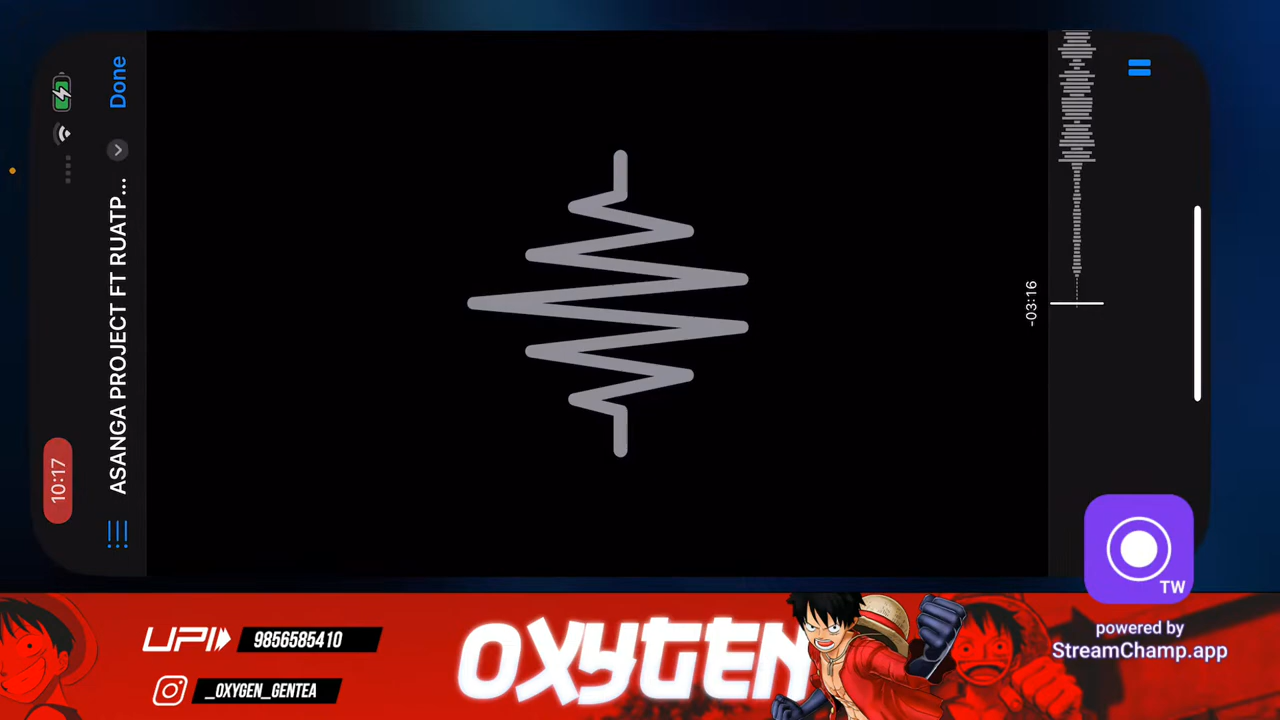 10:17
ASANGA PROJECT FT RUATP...
Done
-03:16
TW
powered by
StreamChamp.app
UPI
9856585410
_OXYGEN_GENTEA
OXYGEN